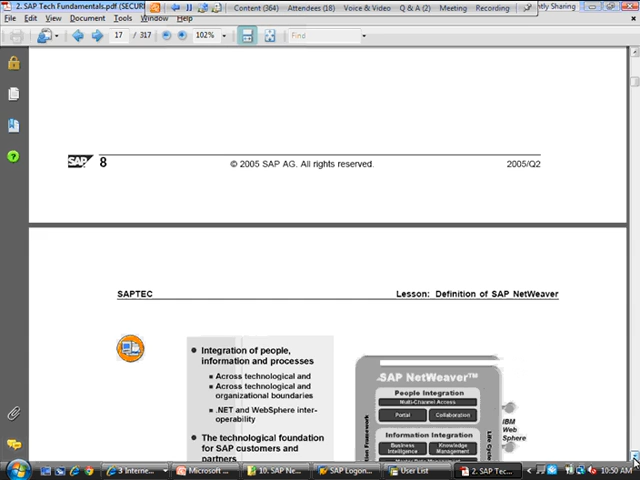 2. SAP Tech Fundamentals.pdf (SECUR
Content (364)
Attendees (18)
Voice & Video
Q & A (2)
Meeting
Recording
ntly Sharing
File Edit View Document Tools Window Help
17 / 317
102%
Find
SAP 8
© 2005 SAP AG. All rights reserved.
2005/Q2
SAPTEC
Lesson: Definition of SAP NetWeaver
Integration of people,
information and processes
Across technological and
Across technological and
organizational boundaries
.NET and WebSphere inter-
operability
The technological foundation
for SAP customers and
partners
SAP NetWeaver™
People Integration
Multi-Channel Access
Portal
Collaboration
Information Integration
Business
Intelligence
Knowledge
Management
IBM
Web
Sphere
3 Interne...
Microsoft ...
10. SAP Ne...
SAP Logon...
User List
2. SAP Tec...
10:50 AM